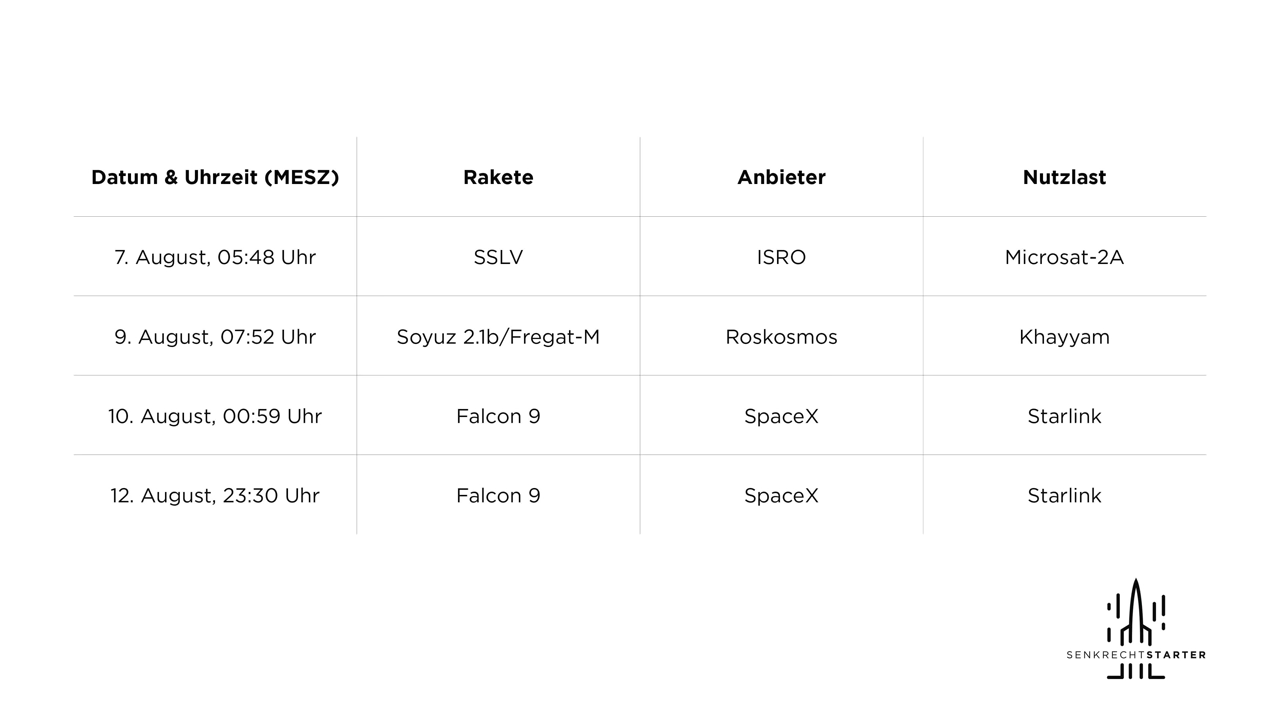 Datum & Uhrzeit (MESZ) Rakete Anbieter Nutzlast
7. August, 05:48 Uhr SSLV ISRO Microsat-2A
9. August, 07:52 Uhr Soyuz 2.1b/Fregat-M Roskosmos Khayyam
10. August, 00:59 Uhr Falcon 9 SpaceX Starlink
12. August, 23:30 Uhr Falcon 9 SpaceX Starlink
SENKRECHTSTARTER